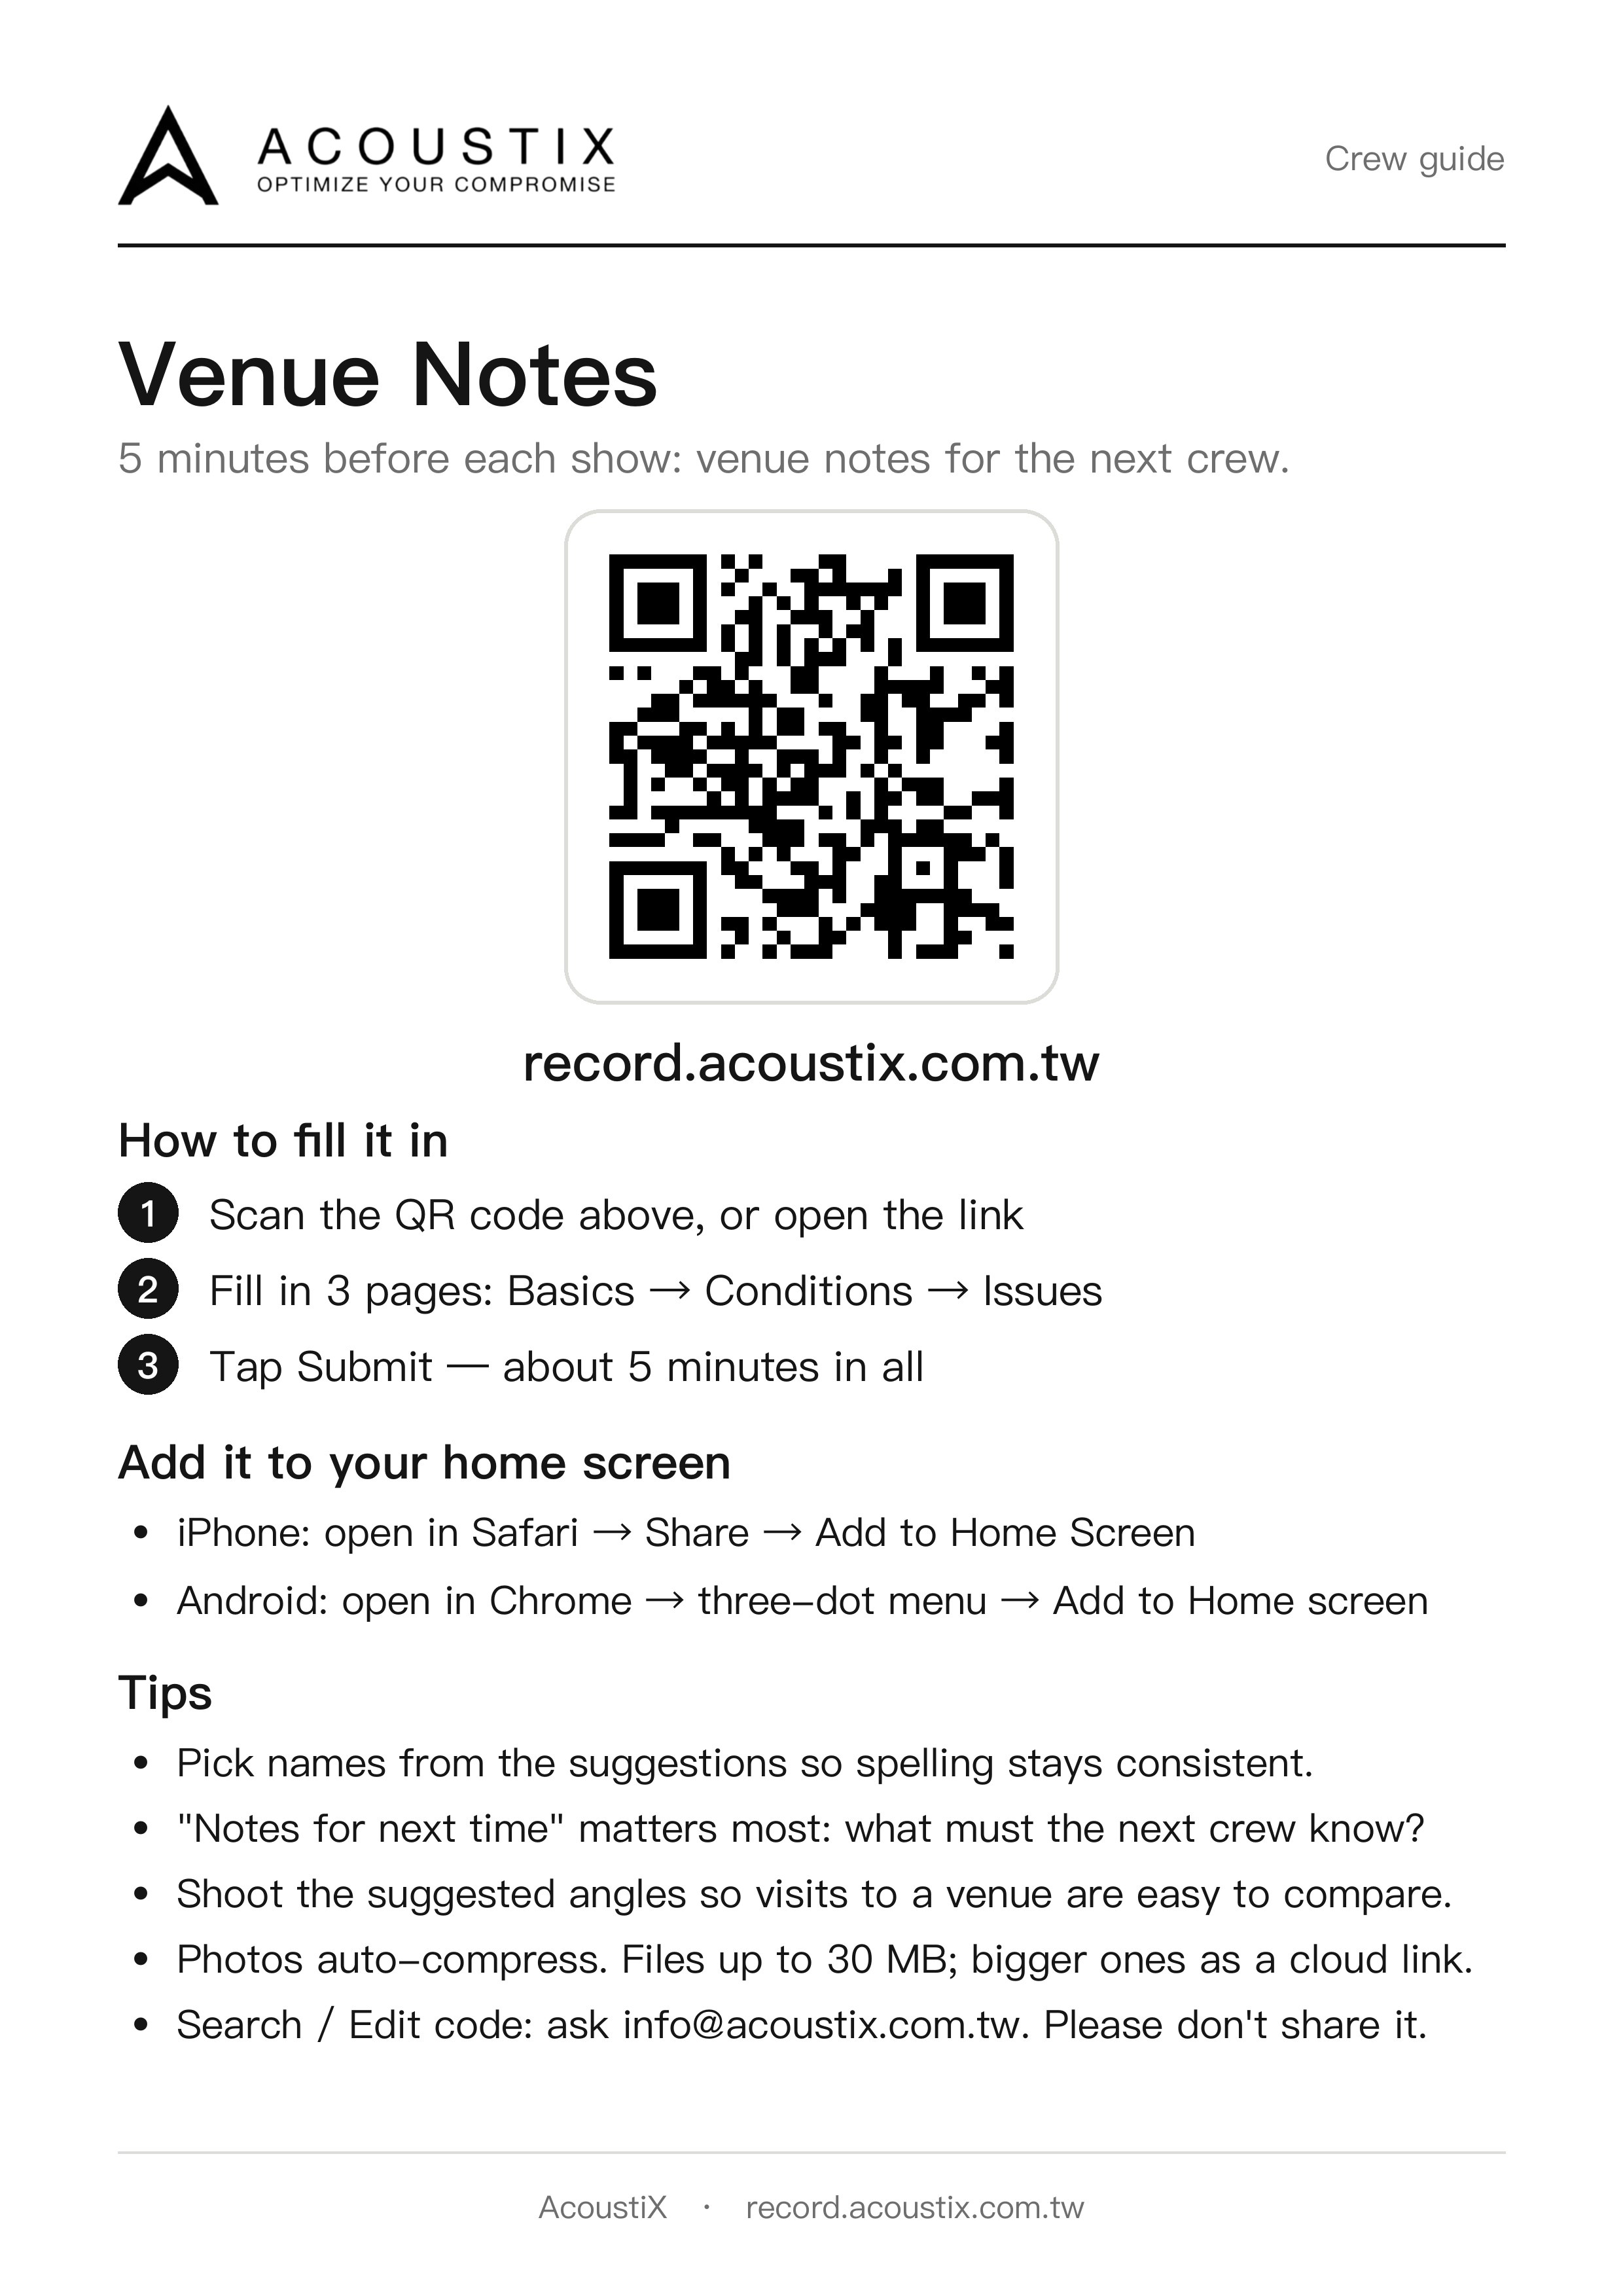 ACOUSTIX
OPTIMIZE YOUR COMPROMISE
Crew guide
Venue Notes
5 minutes before each show: venue notes for the next crew.
record.acoustix.com.tw
How to fill it in
1 Scan the QR code above, or open the link
2 Fill in 3 pages: Basics → Conditions → Issues
3 Tap Submit — about 5 minutes in all
Add it to your home screen
• iPhone: open in Safari → Share → Add to Home Screen
• Android: open in Chrome → three-dot menu → Add to Home screen
Tips
• Pick names from the suggestions so spelling stays consistent.
• "Notes for next time" matters most: what must the next crew know?
• Shoot the suggested angles so visits to a venue are easy to compare.
• Photos auto-compress. Files up to 30 MB; bigger ones as a cloud link.
• Search / Edit code: ask info@acoustix.com.tw. Please don't share it.
AcoustiX · record.acoustix.com.tw